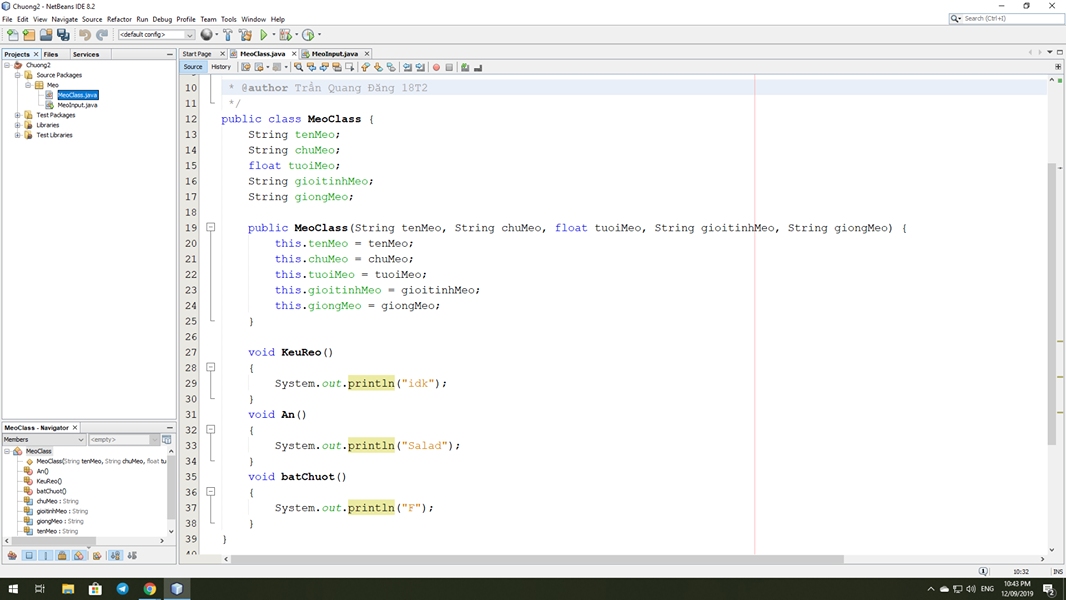 Chuong2 - NetBeans IDE 8.2
File Edit View Navigate Source Refactor Run Debug Profile Team Tools Window Help
Search (Ctrl+I)
<default config>
Projects Files Services
Chuong2
Source Packages
Meo
MeoClass.java
MeoInput.java
Test Packages
Libraries
Test Libraries
MeoClass - Navigator
Members <empty>
MeoClass
MeoClass(String tenMeo, String chuMeo, float tu
An()
KeuReo()
batChuot()
chuMeo : String
gioitinhMeo : String
giongMeo : String
tenMeo : String
Start Page MeoClass.java MeoInput.java
Source History
10 * @author Trần Quang Đăng 18T2
11 */
12 public class MeoClass {
13 String tenMeo;
14 String chuMeo;
15 float tuoiMeo;
16 String gioitinhMeo;
17 String giongMeo;
18
19 public MeoClass(String tenMeo, String chuMeo, float tuoiMeo, String gioitinhMeo, String giongMeo) {
20 this.tenMeo = tenMeo;
21 this.chuMeo = chuMeo;
22 this.tuoiMeo = tuoiMeo;
23 this.gioitinhMeo = gioitinhMeo;
24 this.giongMeo = giongMeo;
25 }
26
27 void KeuReo()
28 {
29 System.out.println("idk");
30 }
31 void An()
32 {
33 System.out.println("Salad");
34 }
35 void batChuot()
36 {
37 System.out.println("F");
38 }
39 }
1 10:32 INS
ENG 10:43 PM
12/09/2019 2